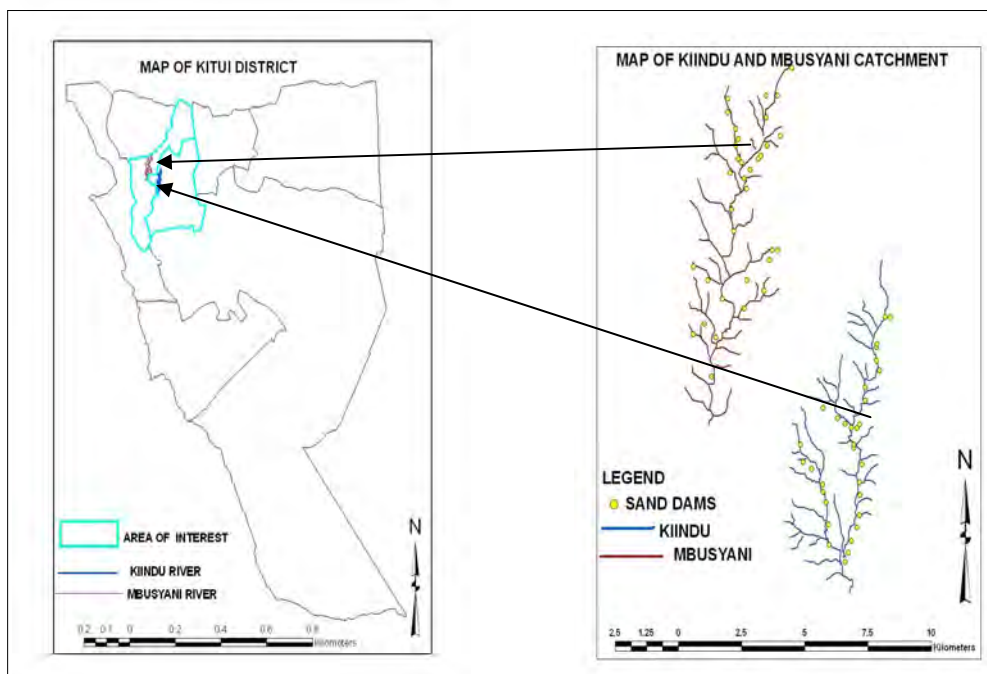 MAP OF KITUI DISTRICT
N
AREA OF INTEREST
KIINDU RIVER
MBUSYANI RIVER
0.2 0.1 0 0.2 0.4 0.6 0.8
Kilometers
MAP OF KIINDU AND MBUSYANI CATCHMENT
N
LEGEND
SAND DAMS
KIINDU
MBUSYANI
2.5 1.25 0 2.5 5 7.5 10
Kilometers